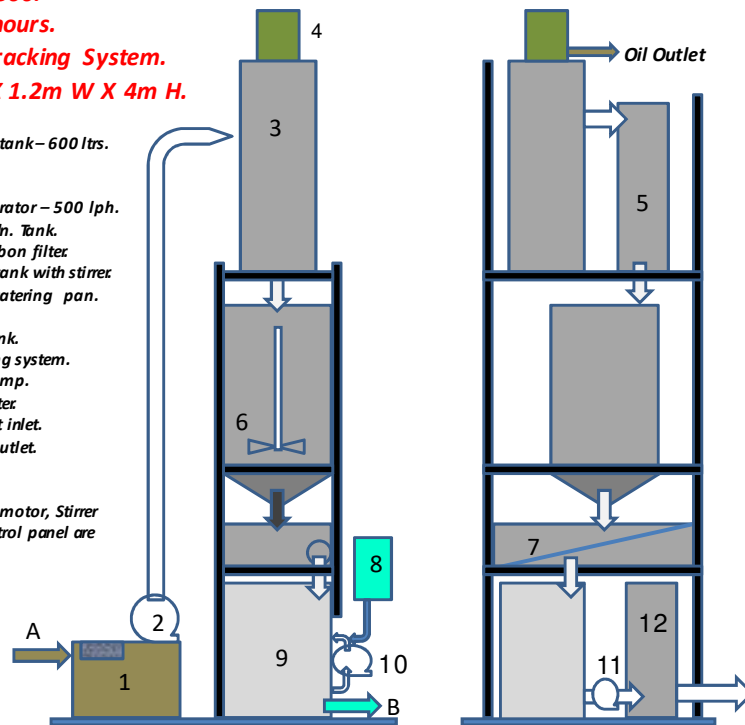 hours.
racking System.
X 1.2m W X 4m H.
tank – 600 ltrs.
rator – 500 lph.
n. Tank.
bon filter.
tank with stirrer.
atering pan.
nk.
ng system.
mp.
ter.
t inlet.
utlet.
motor, Stirrer
trol panel are
4
3
6
8
2
A
1
9
10
B
Oil Outlet
5
7
11
12